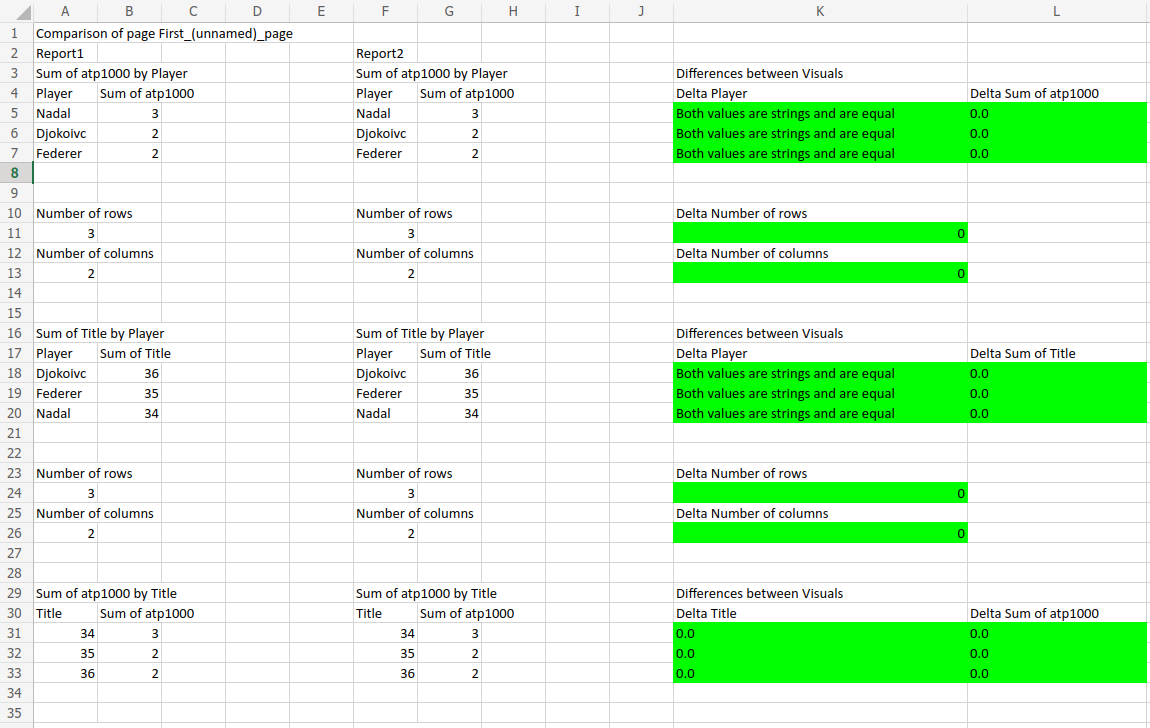 A B C D E F G H I J K L
1 Comparison of page First_(unnamed)_page
2 Report1 Report2
3 Sum of atp1000 by Player Sum of atp1000 by Player Differences between Visuals
4 Player Sum of atp1000 Player Sum of atp1000 Delta Player Delta Sum of atp1000
5 Nadal 3 Nadal 3 Both values are strings and are equal 0.0
6 Djokoivc 2 Djokoivc 2 Both values are strings and are equal 0.0
7 Federer 2 Federer 2 Both values are strings and are equal 0.0
8
9
10 Number of rows Number of rows Delta Number of rows
11 3 3 0
12 Number of columns Number of columns Delta Number of columns
13 2 2 0
14
15
16 Sum of Title by Player Sum of Title by Player Differences between Visuals
17 Player Sum of Title Player Sum of Title Delta Player Delta Sum of Title
18 Djokoivc 36 Djokoivc 36 Both values are strings and are equal 0.0
19 Federer 35 Federer 35 Both values are strings and are equal 0.0
20 Nadal 34 Nadal 34 Both values are strings and are equal 0.0
21
22
23 Number of rows Number of rows Delta Number of rows
24 3 3 0
25 Number of columns Number of columns Delta Number of columns
26 2 2 0
27
28
29 Sum of atp1000 by Title Sum of atp1000 by Title Differences between Visuals
30 Title Sum of atp1000 Title Sum of atp1000 Delta Title Delta Sum of atp1000
31 34 3 34 3 0.0 0.0
32 35 2 35 2 0.0 0.0
33 36 2 36 2 0.0 0.0
34
35